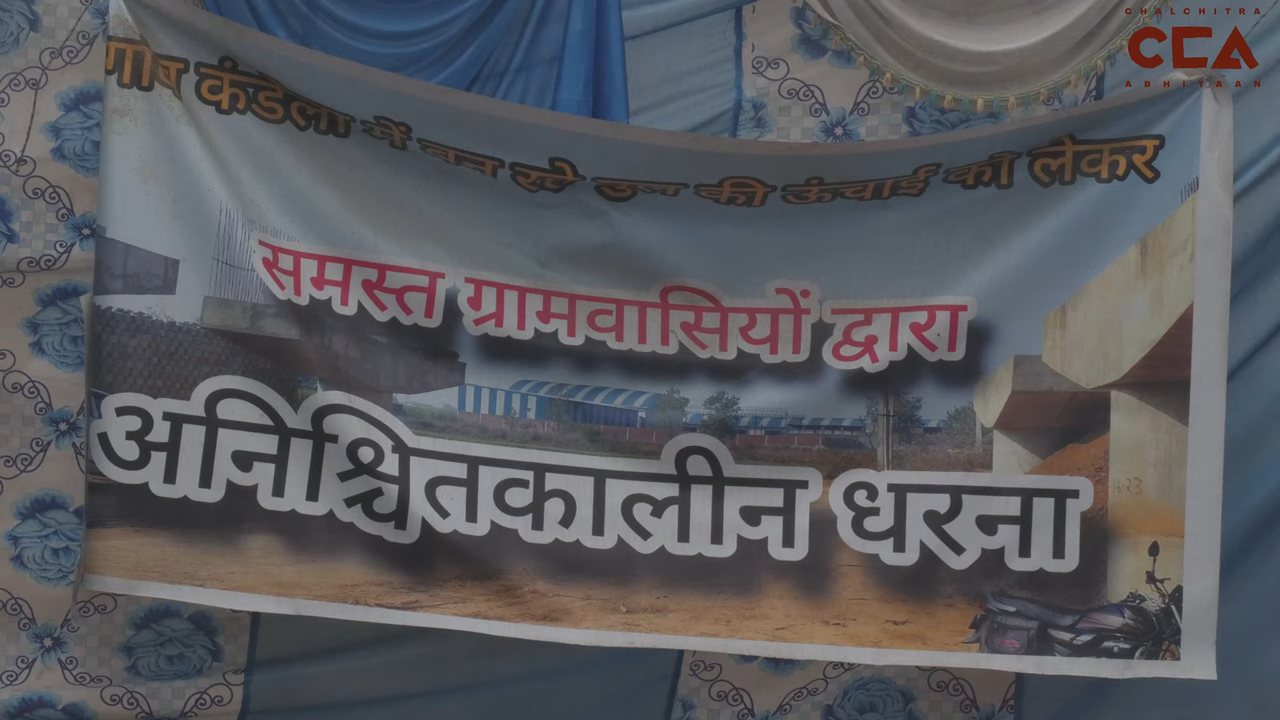 CHALCHITRA
CCA
ABHIYAAN
गांव कंडेला में बन रहे पुल की ऊंचाई को लेकर
समस्त ग्रामवासियों द्वारा
अनिश्चितकालीन धरना